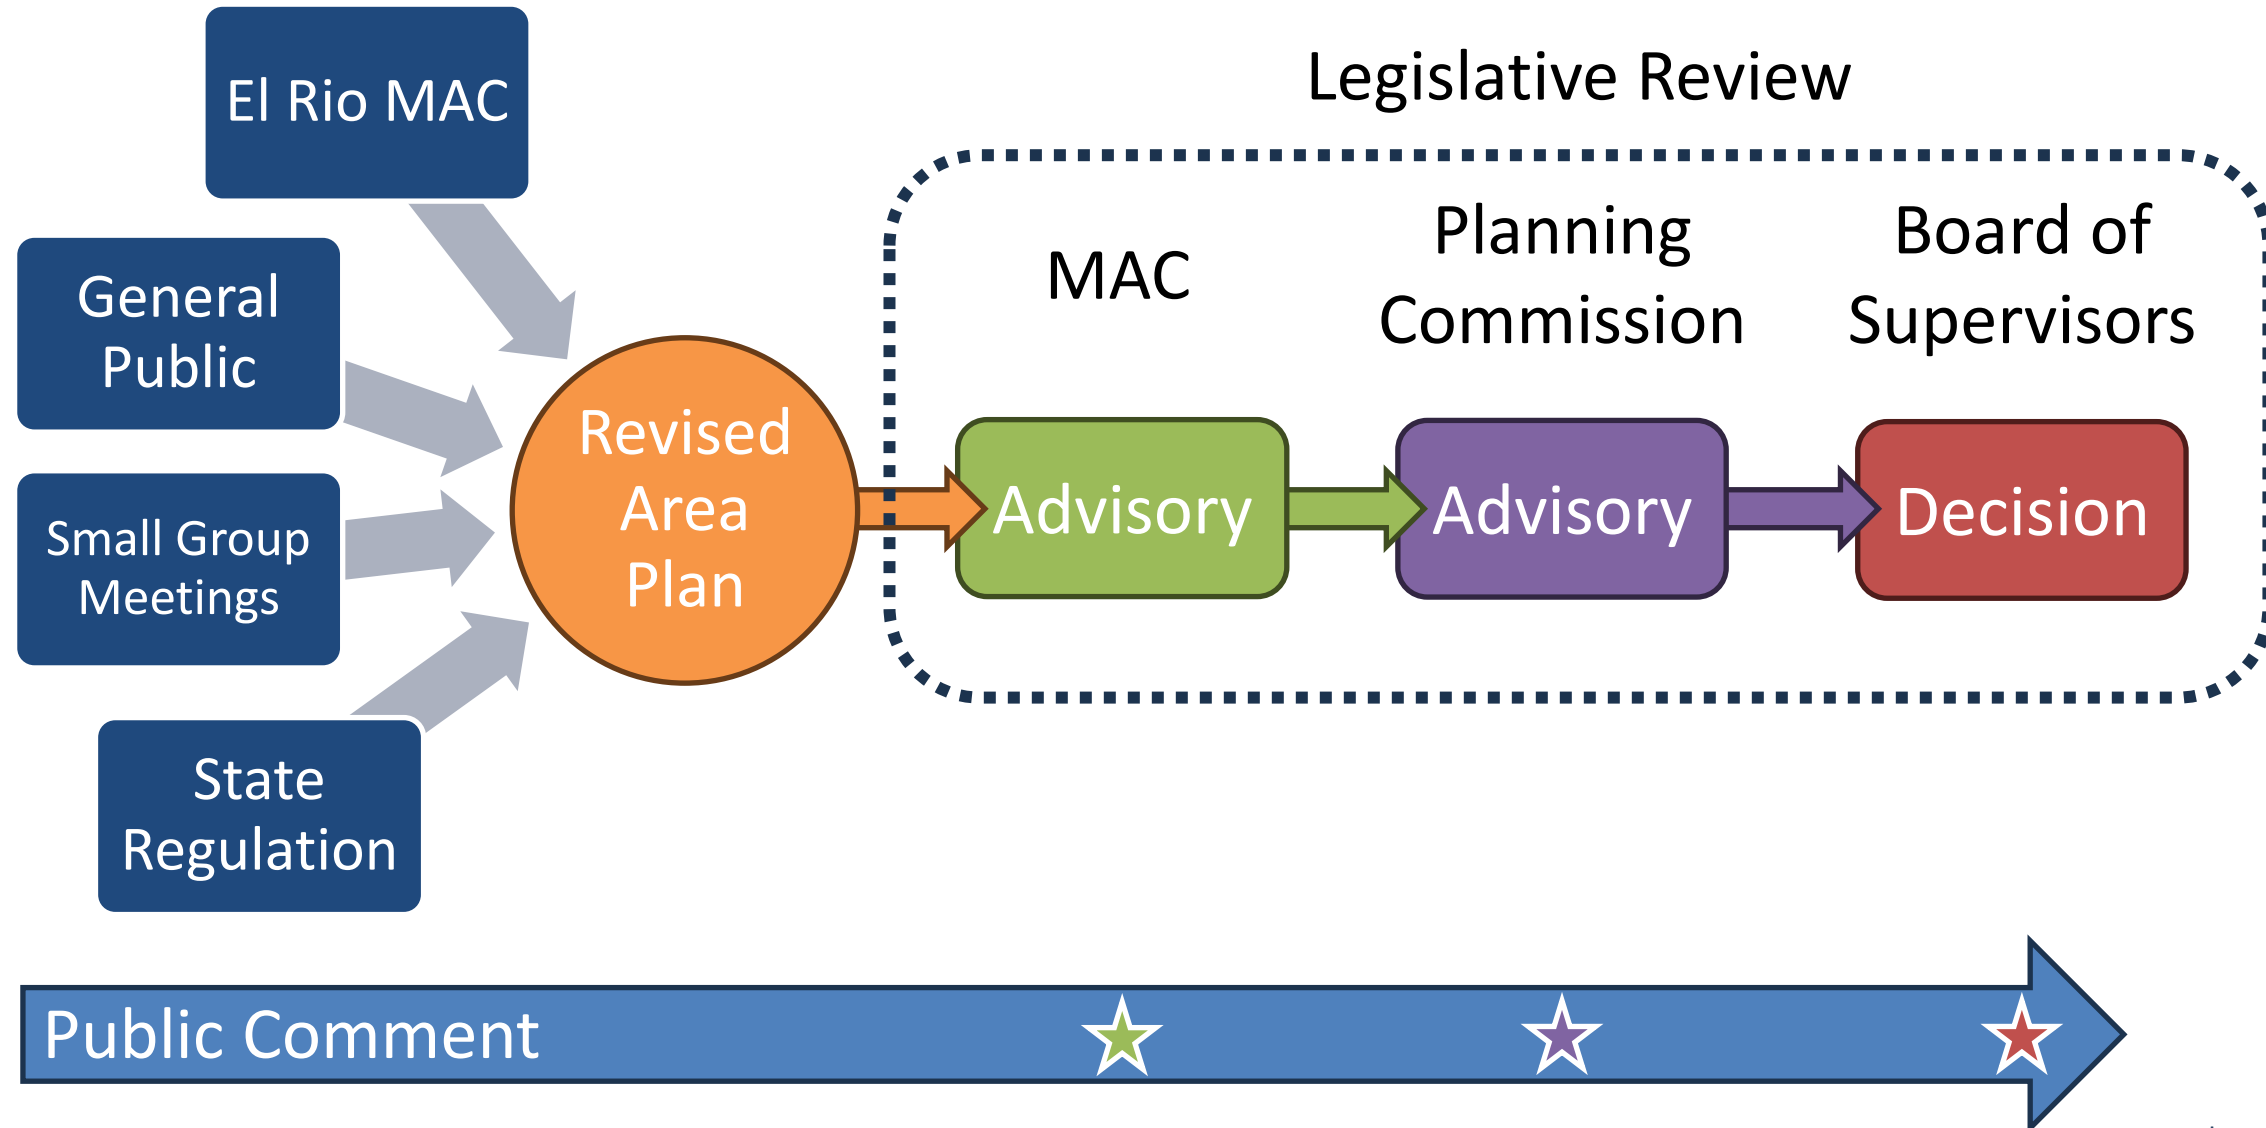 El Rio MAC
General
Public
Small Group
Meetings
State
Regulation
Revised
Area
Plan
Legislative Review
MAC
Planning
Commission
Board of
Supervisors
Advisory
Advisory
Decision
Public Comment